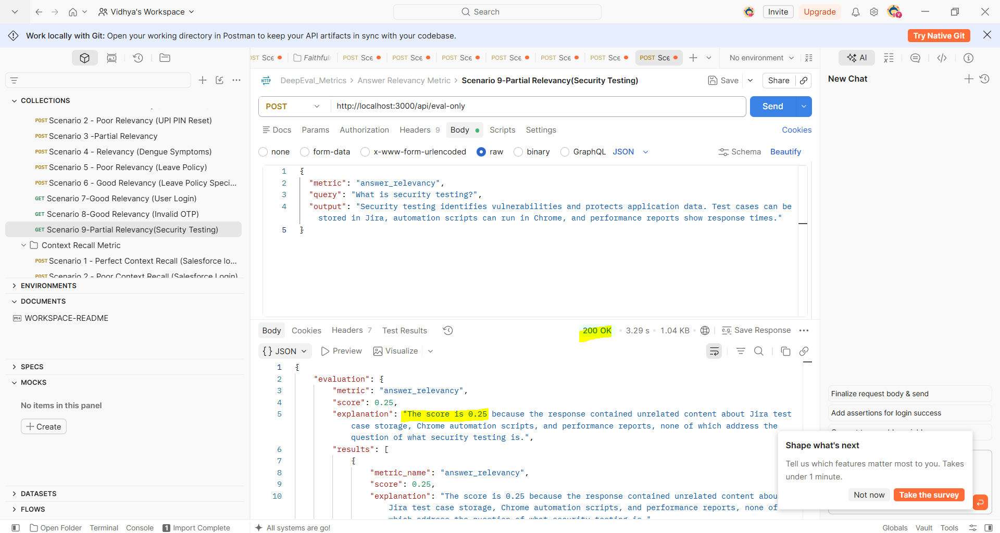 Vidhya's Workspace
Search
Invite
Upgrade
Work locally with Git: Open your working directory in Postman to keep your API artifacts in sync with your codebase.
Try Native Git
COLLECTIONS
POST Scenario 2 - Poor Relevancy (UPI PIN Reset)
POST Scenario 3 -Partial Relevancy
POST Scenario 4 - Relevancy (Dengue Symptoms)
POST Scenario 5 - Poor Relevancy (Leave Policy)
POST Scenario 6 - Good Relevancy (Leave Policy Speci...
GET Scenario 7-Good Relevancy (User Login)
GET Scenario 8-Good Relevancy (Invalid OTP)
GET Scenario 9-Partial Relevancy(Security Testing)
Context Recall Metric
POST Scenario 1 - Perfect Context Recall (Salesforce lo...
POST Scenario 2 - Poor Context Recall (Salesforce Login)
ENVIRONMENTS
DOCUMENTS
WORKSPACE-README
SPECS
MOCKS
No items in this panel
Create
DATASETS
FLOWS
OST Sce
Faithful
POST Sce
POST Sce
POST Sce
POST Sce
POST Sce
POST Sce
POST Sce
No environment
HTTP DeepEval_Metrics > Answer Relevancy Metric > Scenario 9-Partial Relevancy(Security Testing)
Save
Share
POST http://localhost:3000/api/eval-only
Send
Docs Params Authorization Headers 9 Body Scripts Settings
Cookies
none form-data x-www-form-urlencoded raw binary GraphQL JSON
Schema Beautify
1 {
2 "metric": "answer_relevancy",
3 "query": "What is security testing?",
4 "output": "Security testing identifies vulnerabilities and protects application data. Test cases can be
stored in Jira, automation scripts can run in Chrome, and performance reports show response times."
5 }
Body Cookies Headers 7 Test Results
200 OK • 3.29 s • 1.04 KB
e.g. Save Response
{} JSON Preview Visualize
1 {
2 "evaluation": {
3 "metric": "answer_relevancy",
4 "score": 0.25,
5 "explanation": "The score is 0.25 because the response contained unrelated content about Jira test
case storage, Chrome automation scripts, and performance reports, none of which address the
question of what security testing is.",
6 "results": [
7 {
8 "metric_name": "answer_relevancy",
9 "score": 0.25,
10 "explanation": "The score is 0.25 because the response contained unrelated content abou
Jira test case storage, Chrome automation scripts, and performance reports, none of
which address the question of what security testing is."
AI
New Chat
Finalize request body & send
Add assertions for login success
Shape what's next
Tell us which features matter most to you. Takes
under 1 minute.
Not now
Take the survey
Open Folder Terminal Console 1 Import Complete
All systems are go!
Globals Vault Tools